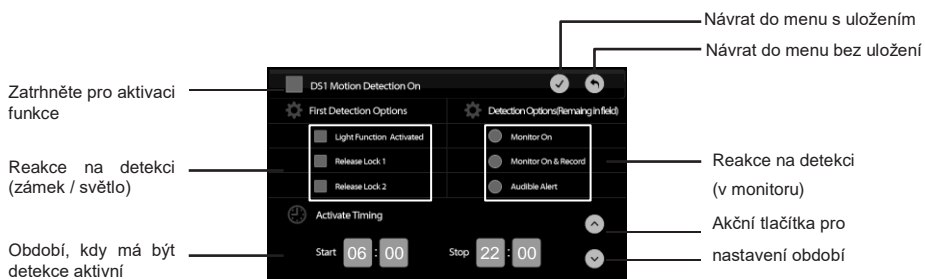 Návrat do menu s uložením
Návrat do menu bez uložení
Zatrhněte pro aktivaci
funkce
DS1 Motion Detection On
First Detection Options
Detection Options(Remaing in field)
Light Function Activated
Monitor On
Reakce na detekci
(zámek / světlo)
Release Lock 1
Monitor On & Record
Reakce na detekci
(v monitoru)
Release Lock 2
Audible Alert
Activate Timing
Akční tlačítka pro
nastavení období
Období, kdy má být
detekce aktivní
Start 06 : 00 Stop 22 : 00